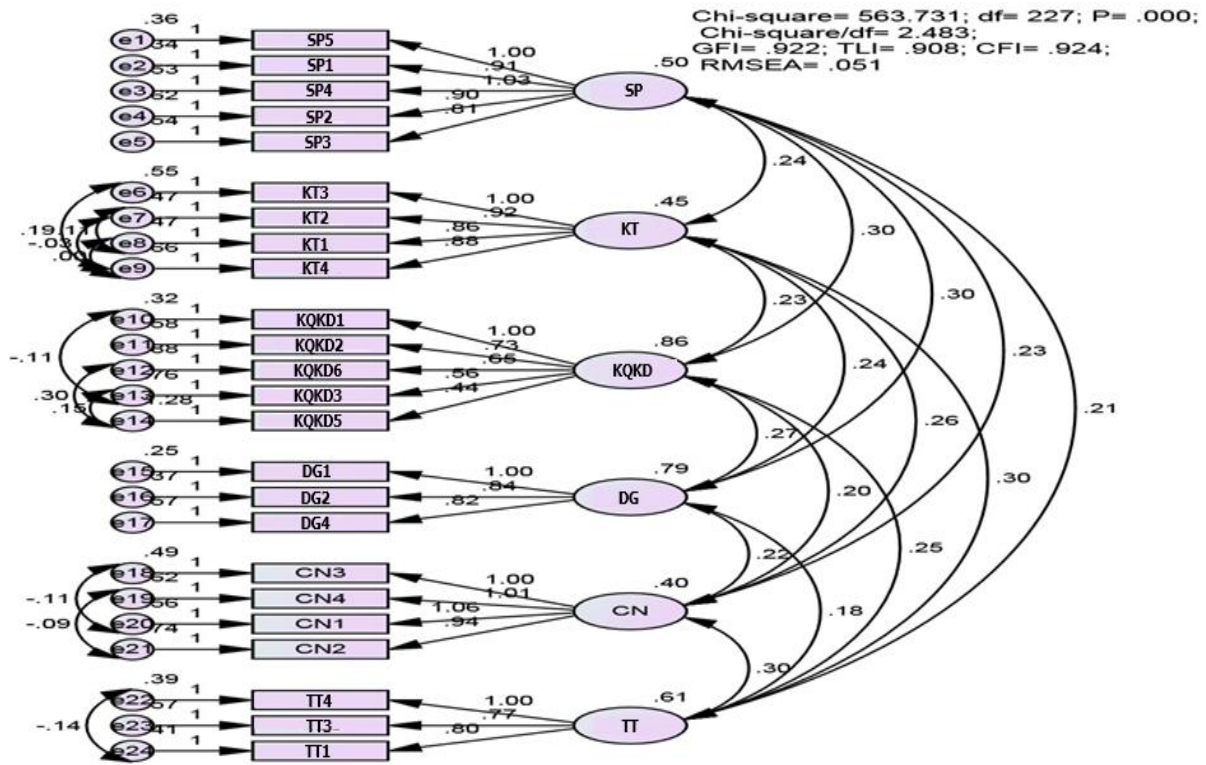 Chi-square= 563.731; df= 227; P= .000;
Chi-square/df= 2.483;
GFI= .922; TLI= .908; CFI= .924;
RMSEA= .051
.36
e1 1 SP5
.34
e2 1 SP1
.53
e3 1 SP4
.62
e4 1 SP2
.54
e5 1 SP3
1.00
.91
1.03
.90
.81
.50
SP
.55
e6 1 KT3
.47
e7 1 KT2
.47
e8 1 KT1
.66
e9 1 KT4
.19
-.03
1.00
.92
.86
.88
.45
KT
.32
e10 1 KQKD1
.58
e11 1 KQKD2
.88
e12 1 KQKD6
.76
e13 1 KQKD3
1.28
e14 1 KQKD5
-.11
.30
.15
1.00
.73
.65
.56
.44
.86
KQKD
.25
e15 1 DG1
.37
e16 1 DG2
.57
e17 1 DG4
1.00
.84
.82
.79
DG
.49
e18 1 CN3
.52
e19 1 CN4
.56
e20 1 CN1
.74
e21 1 CN2
-.11
-.09
1.00
1.01
1.06
.94
.40
CN
.39
e22 1 TT4
.57
e23 1 TT3
.41
e24 1 TT1
-.14
1.00
.77
.80
.61
TT
.24
.30
.30
.23
.21
.23
.24
.26
.30
.27
.20
.25
.22
.18
.30